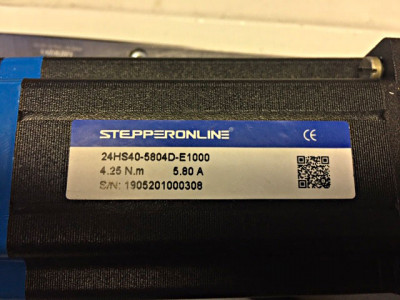 STEPPERONLINE®
CE
24HS40-5804D-E1000
4.25 N.m 5.80 A
S/N: 1905201000308